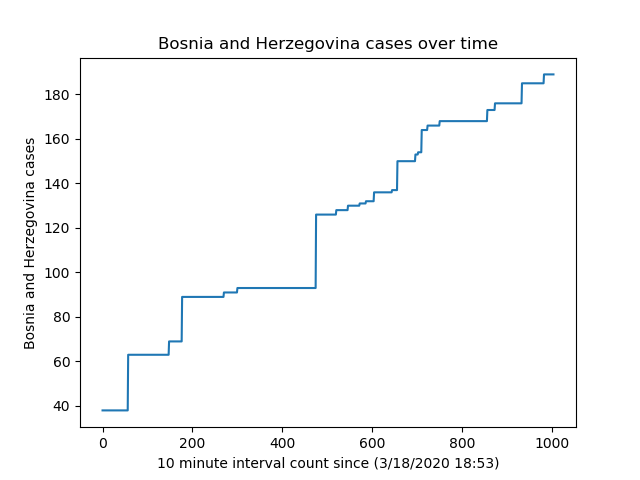 Bosnia and Herzegovina cases over time
Bosnia and Herzegovina cases
180
160
140
120
100
80
60
40
0 200 400 600 800 1000
10 minute interval count since (3/18/2020 18:53)